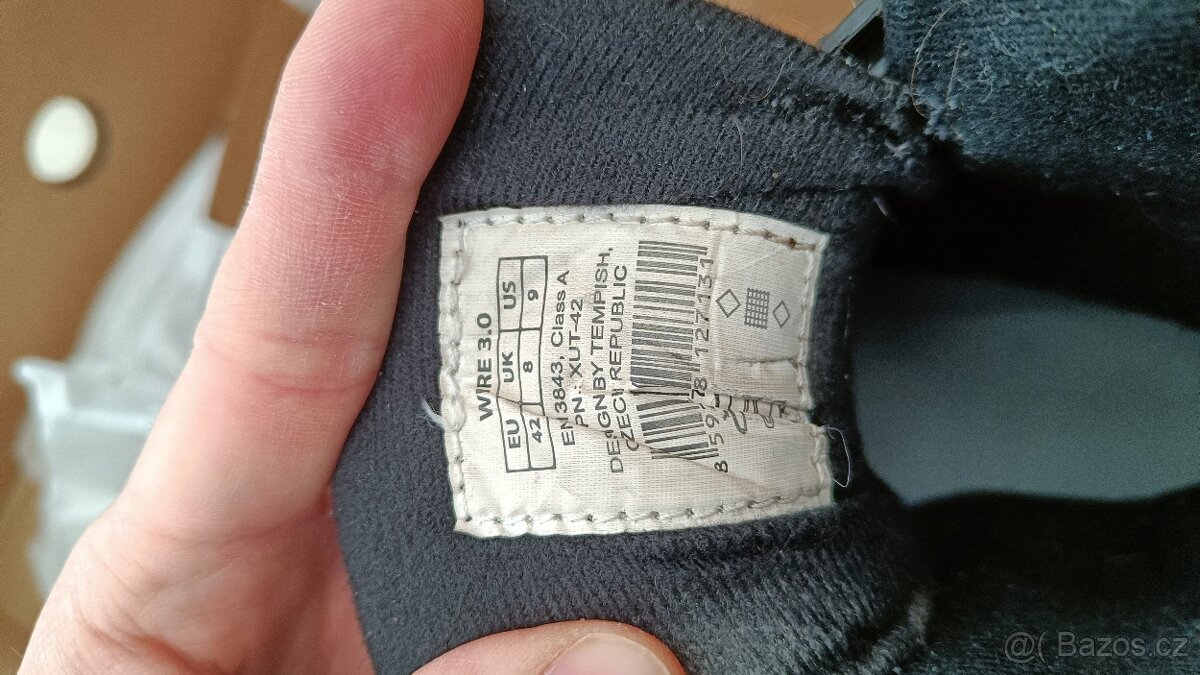 WIRE 3.0
EU UK US
42 8 9
EN 3843, Class A
PN.: XUT-42
DESIGN BY TEMPISH,
CZECH REPUBLIC
127131
@( Bazos.cz